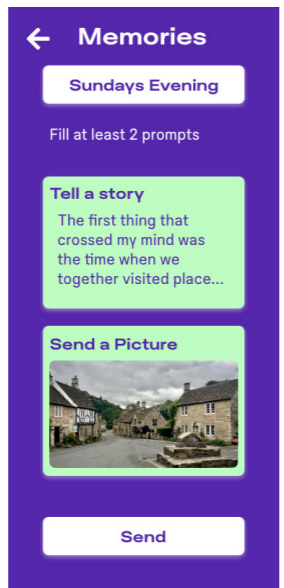 Memories
Sundays Evening
Fill at least 2 prompts
Tell a story
The first thing that
crossed my mind was
the time when we
together visited place...
Send a Picture
Send